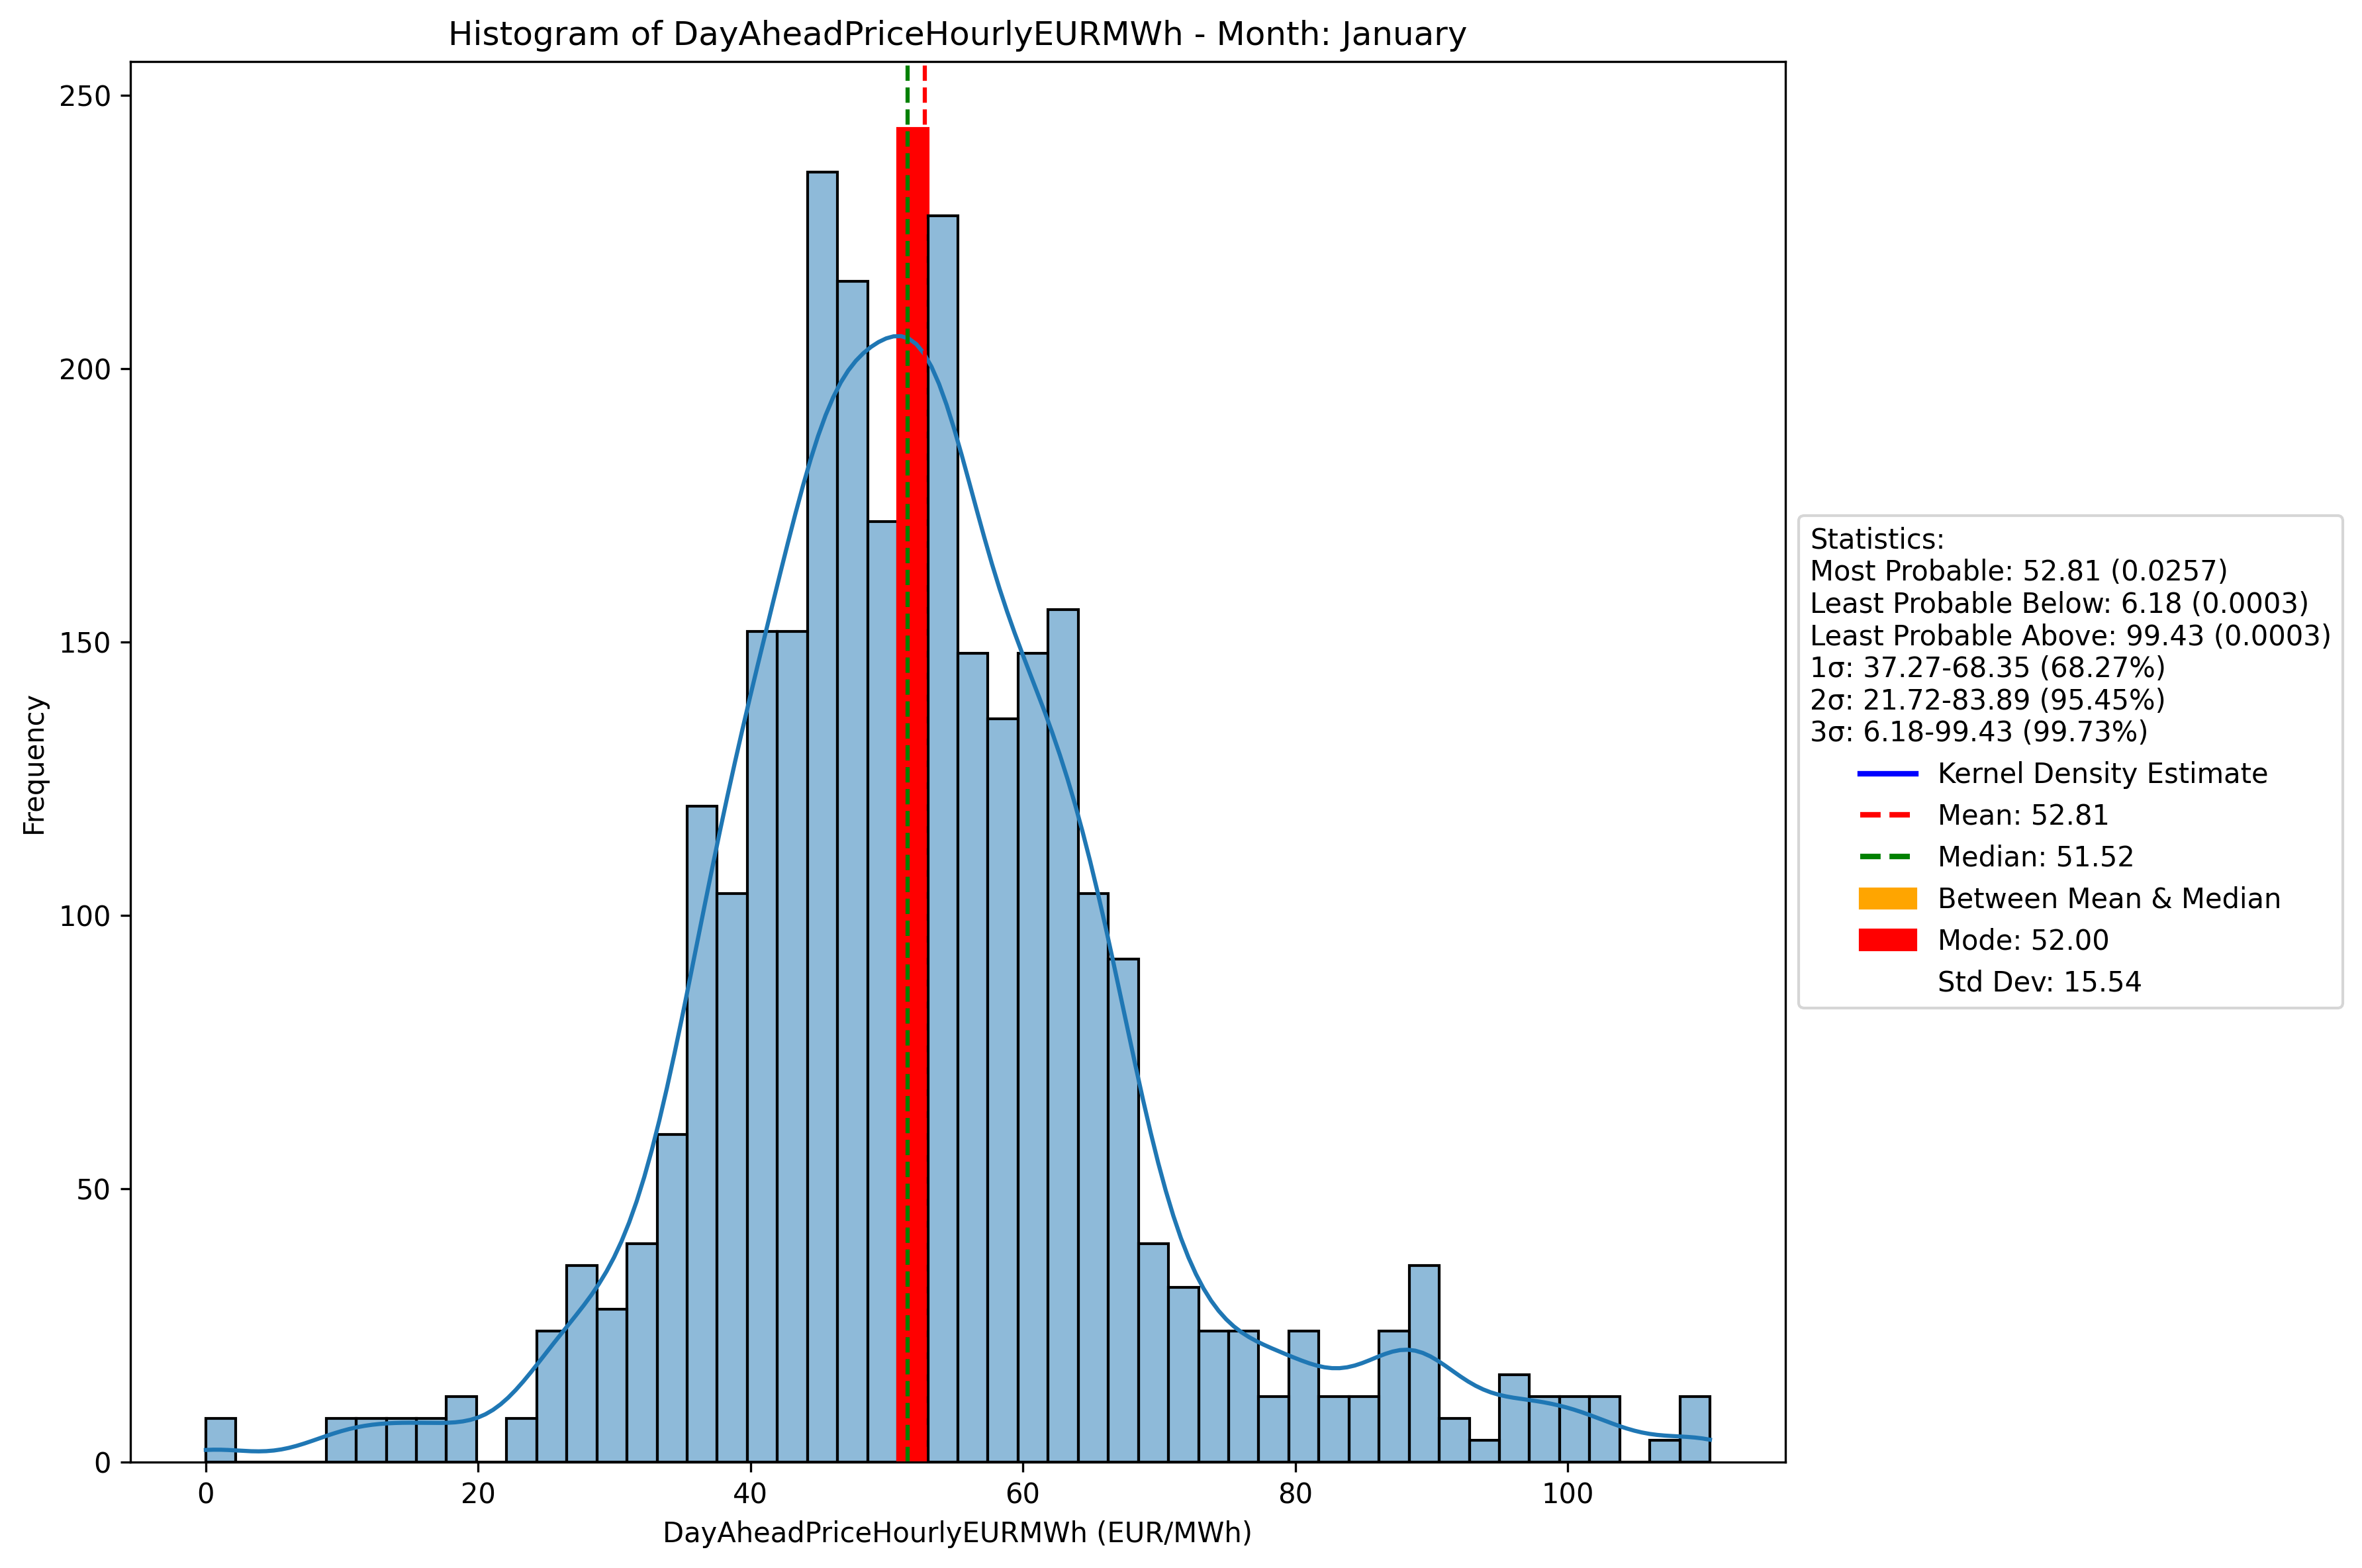 Histogram of DayAheadPriceHourlyEURMWh - Month: January
250
200
150
100
50
0
Frequency
0 20 40 60 80 100
DayAheadPriceHourlyEURMWh (EUR/MWh)
Statistics:
Most Probable: 52.81 (0.0257)
Least Probable Below: 6.18 (0.0003)
Least Probable Above: 99.43 (0.0003)
1σ: 37.27-68.35 (68.27%)
2σ: 21.72-83.89 (95.45%)
3σ: 6.18-99.43 (99.73%)
Kernel Density Estimate
Mean: 52.81
Median: 51.52
Between Mean & Median
Mode: 52.00
Std Dev: 15.54